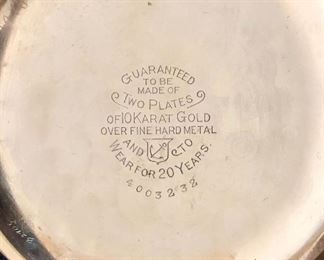 GUARANTEED
TO BE
MADE OF
TWO PLATES
OF 10 KARAT GOLD
OVER FINE HARD METAL
AND TO
WEAR FOR 20 YEARS.
4003232